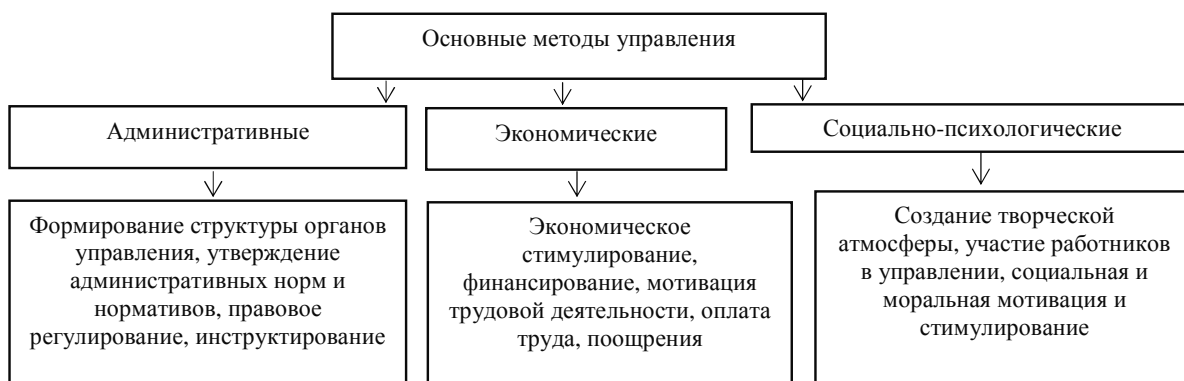 Основные методы управления
Административные
Экономические
Социально-психологические
Формирование структуры органов
управления, утверждение
административных норм и
нормативов, правовое
регулирование, инструктирование
Экономическое
стимулирование,
финансирование, мотивация
трудовой деятельности, оплата
труда, поощрения
Создание творческой
атмосферы, участие работников
в управлении, социальная и
моральная мотивация и
стимулирование